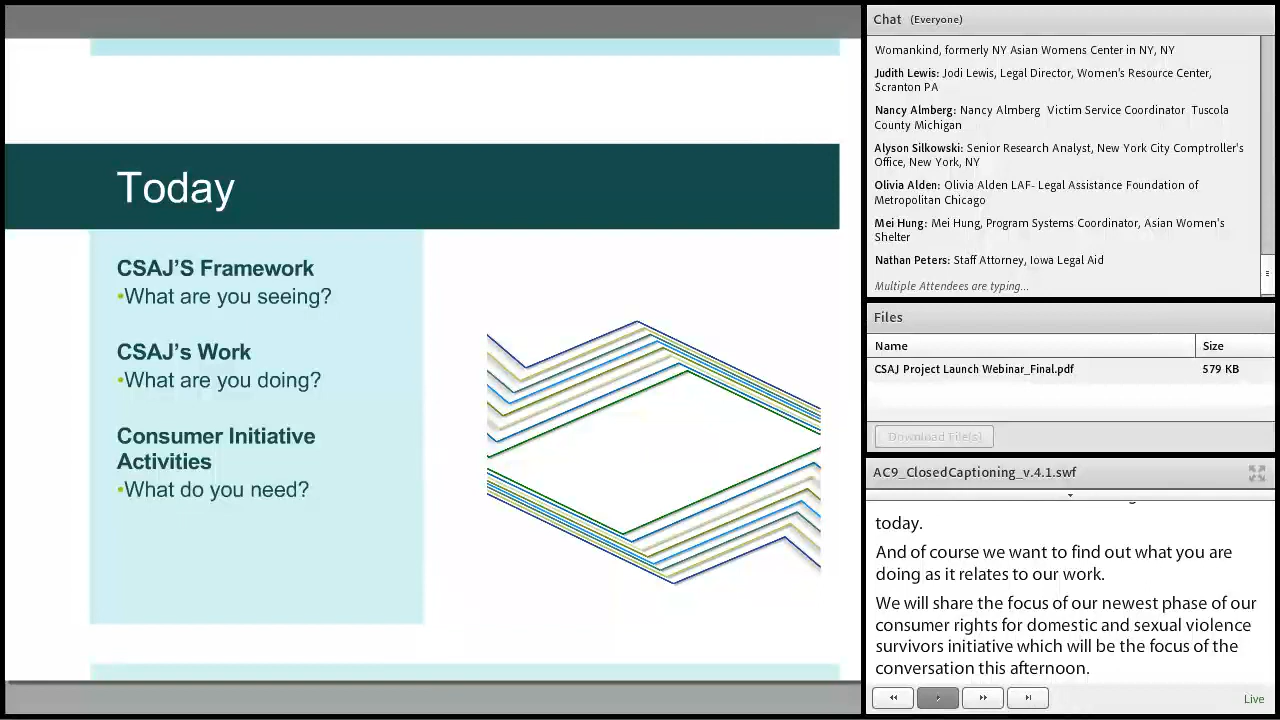 Today
CSAJ'S Framework
•What are you seeing?
CSAJ's Work
•What are you doing?
Consumer Initiative
Activities
•What do you need?
Chat (Everyone)
Womankind, formerly NY Asian Womens Center in NY, NY
Judith Lewis: Jodi Lewis, Legal Director, Women's Resource Center,
Scranton PA
Nancy Almberg: Nancy Almberg Victim Service Coordinator Tuscola
County Michigan
Alyson Silkowski: Senior Research Analyst, New York City Comptroller's
Office, New York, NY
Olivia Alden: Olivia Alden LAF- Legal Assistance Foundation of
Metropolitan Chicago
Mei Hung: Mei Hung, Program Systems Coordinator, Asian Women's
Shelter
Nathan Peters: Staff Attorney, Iowa Legal Aid
Multiple Attendees are typing...
Files
Name Size
CSAJ Project Launch Webinar_Final.pdf 579 KB
Download File(s)
AC9_ClosedCaptioning_v.4.1.swf
today.
And of course we want to find out what you are
doing as it relates to our work.
We will share the focus of our newest phase of our
consumer rights for domestic and sexual violence
survivors initiative which will be the focus of the
conversation this afternoon.
Live